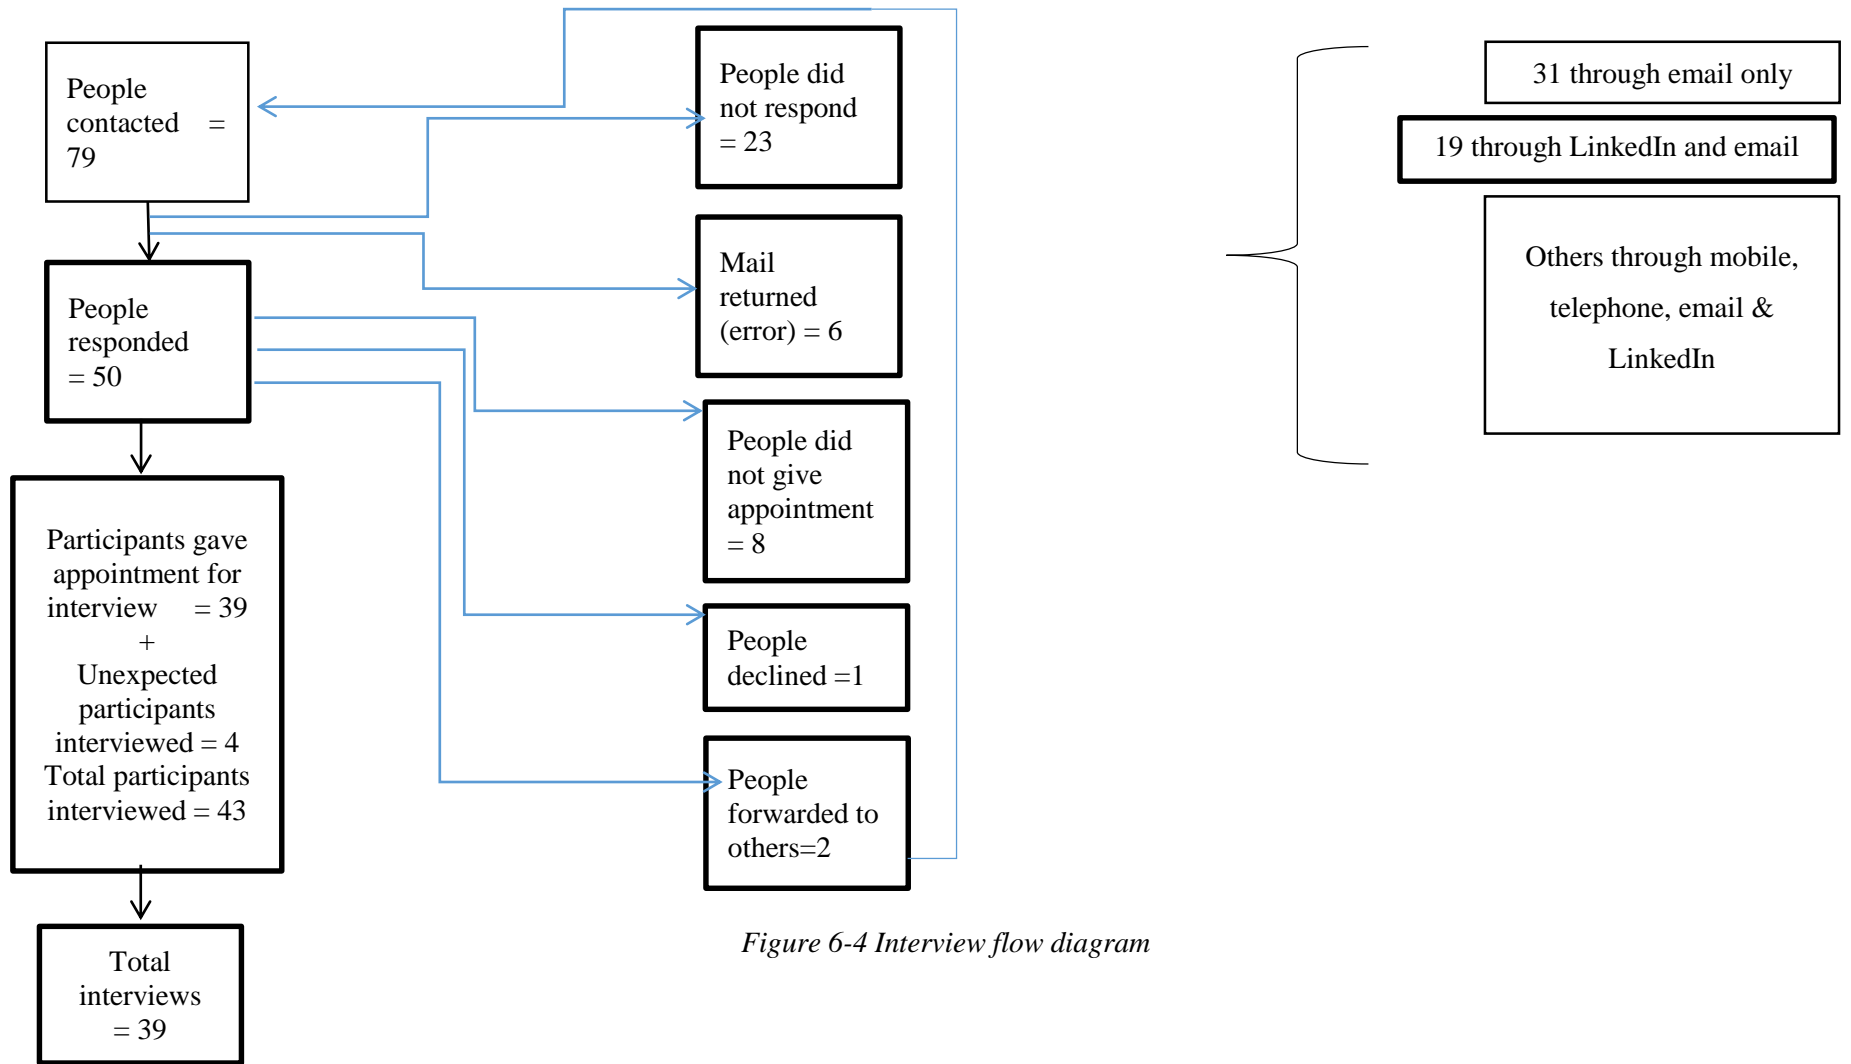 People
contacted =
79
People
responded
= 50
Participants gave
appointment for
interview = 39
+
Unexpected
participants
interviewed = 4
Total participants
interviewed = 43
Total
interviews
= 39
People did
not respond
= 23
Mail
returned
(error) = 6
People did
not give
appointment
= 8
People
declined =1
People
forwarded to
others=2
31 through email only
19 through LinkedIn and email
Others through mobile,
telephone, email &
LinkedIn
Figure 6-4 Interview flow diagram